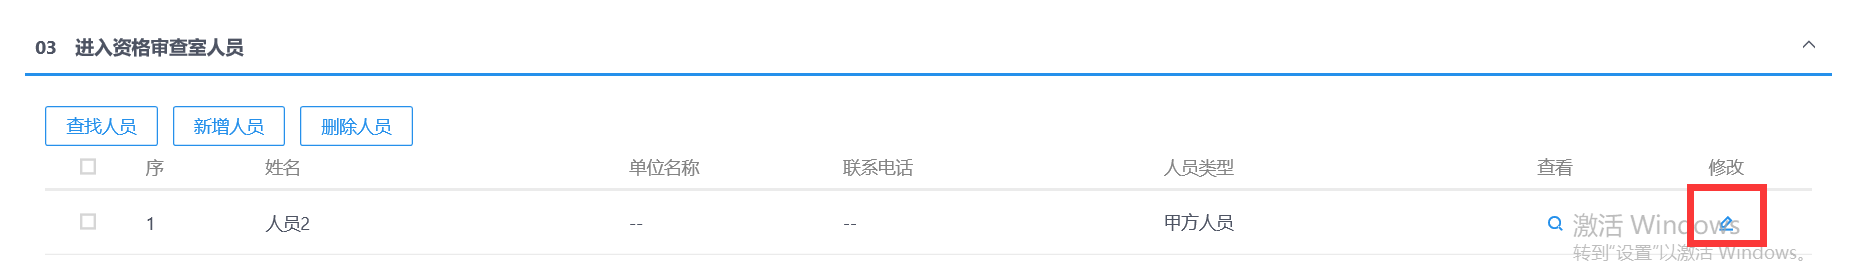 03 进入资格审查室人员
查找人员 新增人员 删除人员
序 姓名 单位名称 联系电话 人员类型 查看 修改
1 人员2 -- -- 甲方人员
激活 Windows
转到“设置”以激活 Windows。